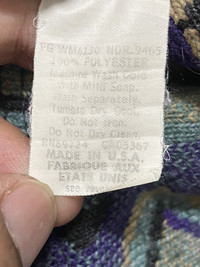 100% POLYESTER
Machine Wash Cold
With Mild Soap.
Wash Separately.
Tumble Dry Cool.
Do Not Iron.
Do Not Dry Clean.
CA03367
MADE IN U.S.A.
FABRIQUE AUX
ETATS UNIS